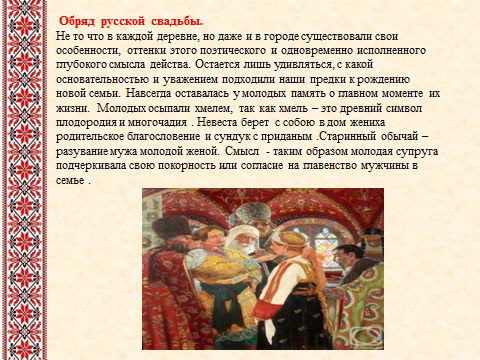 Обряд русской свадьбы.
Не то что в каждой деревне, но даже и в городе существовали свои
особенности, оттенки этого поэтического и одновременно исполненного
глубокого смысла действа. Остается лишь удивляться, с какой
основательностью и уважением подходили наши предки к рождению
новой семьи. Навсегда оставалась у молодых память о главном моменте их
жизни. Молодых осыпали хмелем, так как хмель – это древний символ
плодородия и многочадия . Невеста берет с собою в дом жениха
родительское благословение и сундук с приданым .Старинный обычай –
разувание мужа молодой женой. Смысл - таким образом молодая супруга
подчеркивала свою покорность или согласие на главенство мужчины в
семье .